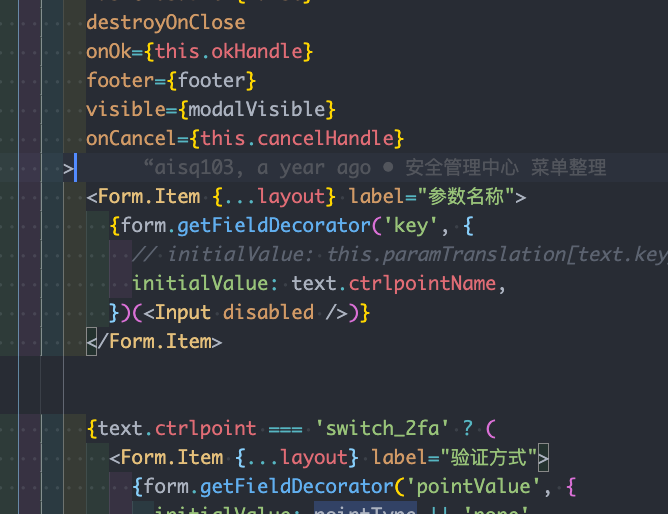 destroyOnClose
onOk={this.okHandle}
footer={footer}
visible={modalVisible}
onCancel={this.cancelHandle}
> “aisq103, a year ago • 安全管理中心 菜单整理
<Form.Item {...layout} label="参数名称">
{form.getFieldDecorator('key', {
// initialValue: this.paramTranslation[text.key
initialValue: text.ctrlpointName,
})(<Input disabled />)}
</Form.Item>
{text.ctrlpoint === 'switch_2fa' ? (
<Form.Item {...layout} label="验证方式">
{form.getFieldDecorator('pointValue', {
initialValue: pointType || 'none'